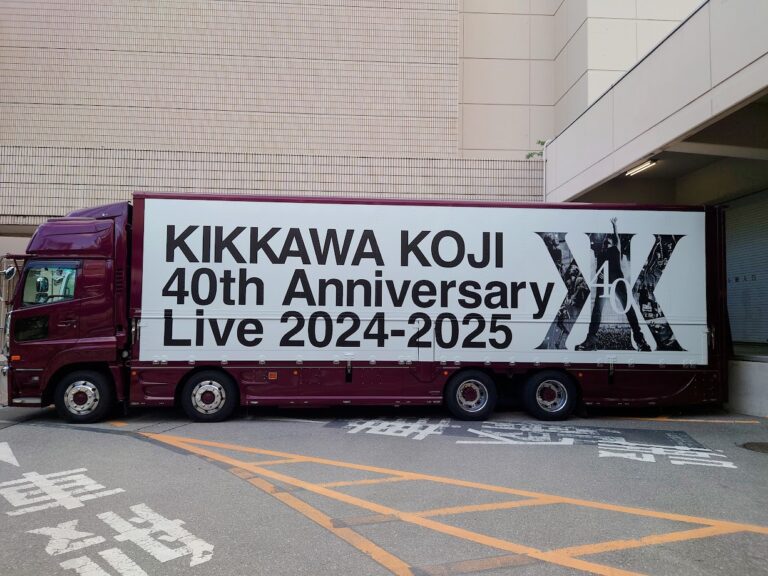 KIKKAWA KOJI
40th Anniversary
Live 2024-2025
40